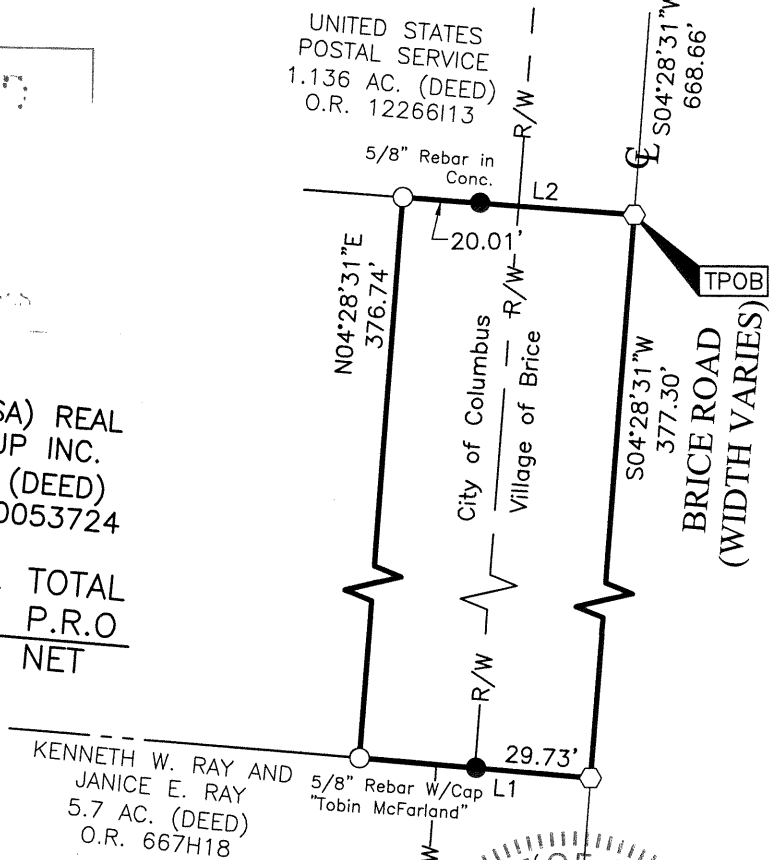 UNITED STATES
POSTAL SERVICE
1.136 AC. (DEED)
O.R. 12266I13
R/W
S04°28'31"W
668.66'
℄
5/8" Rebar in
Conc.
L2
20.01'
TPOB
N04°28'31"E
376.74'
R/W
City of Columbus
Village of Brice
S04°28'31"W
377.30'
BRICE ROAD
(WIDTH VARIES)
SA) REAL
UP INC.
(DEED)
0053724
TOTAL
P.R.O
NET
R/W
29.73'
L1
KENNETH W. RAY AND
JANICE E. RAY
5.7 AC. (DEED)
O.R. 667H18
5/8" Rebar W/Cap
"Tobin McFarland"
W
OF